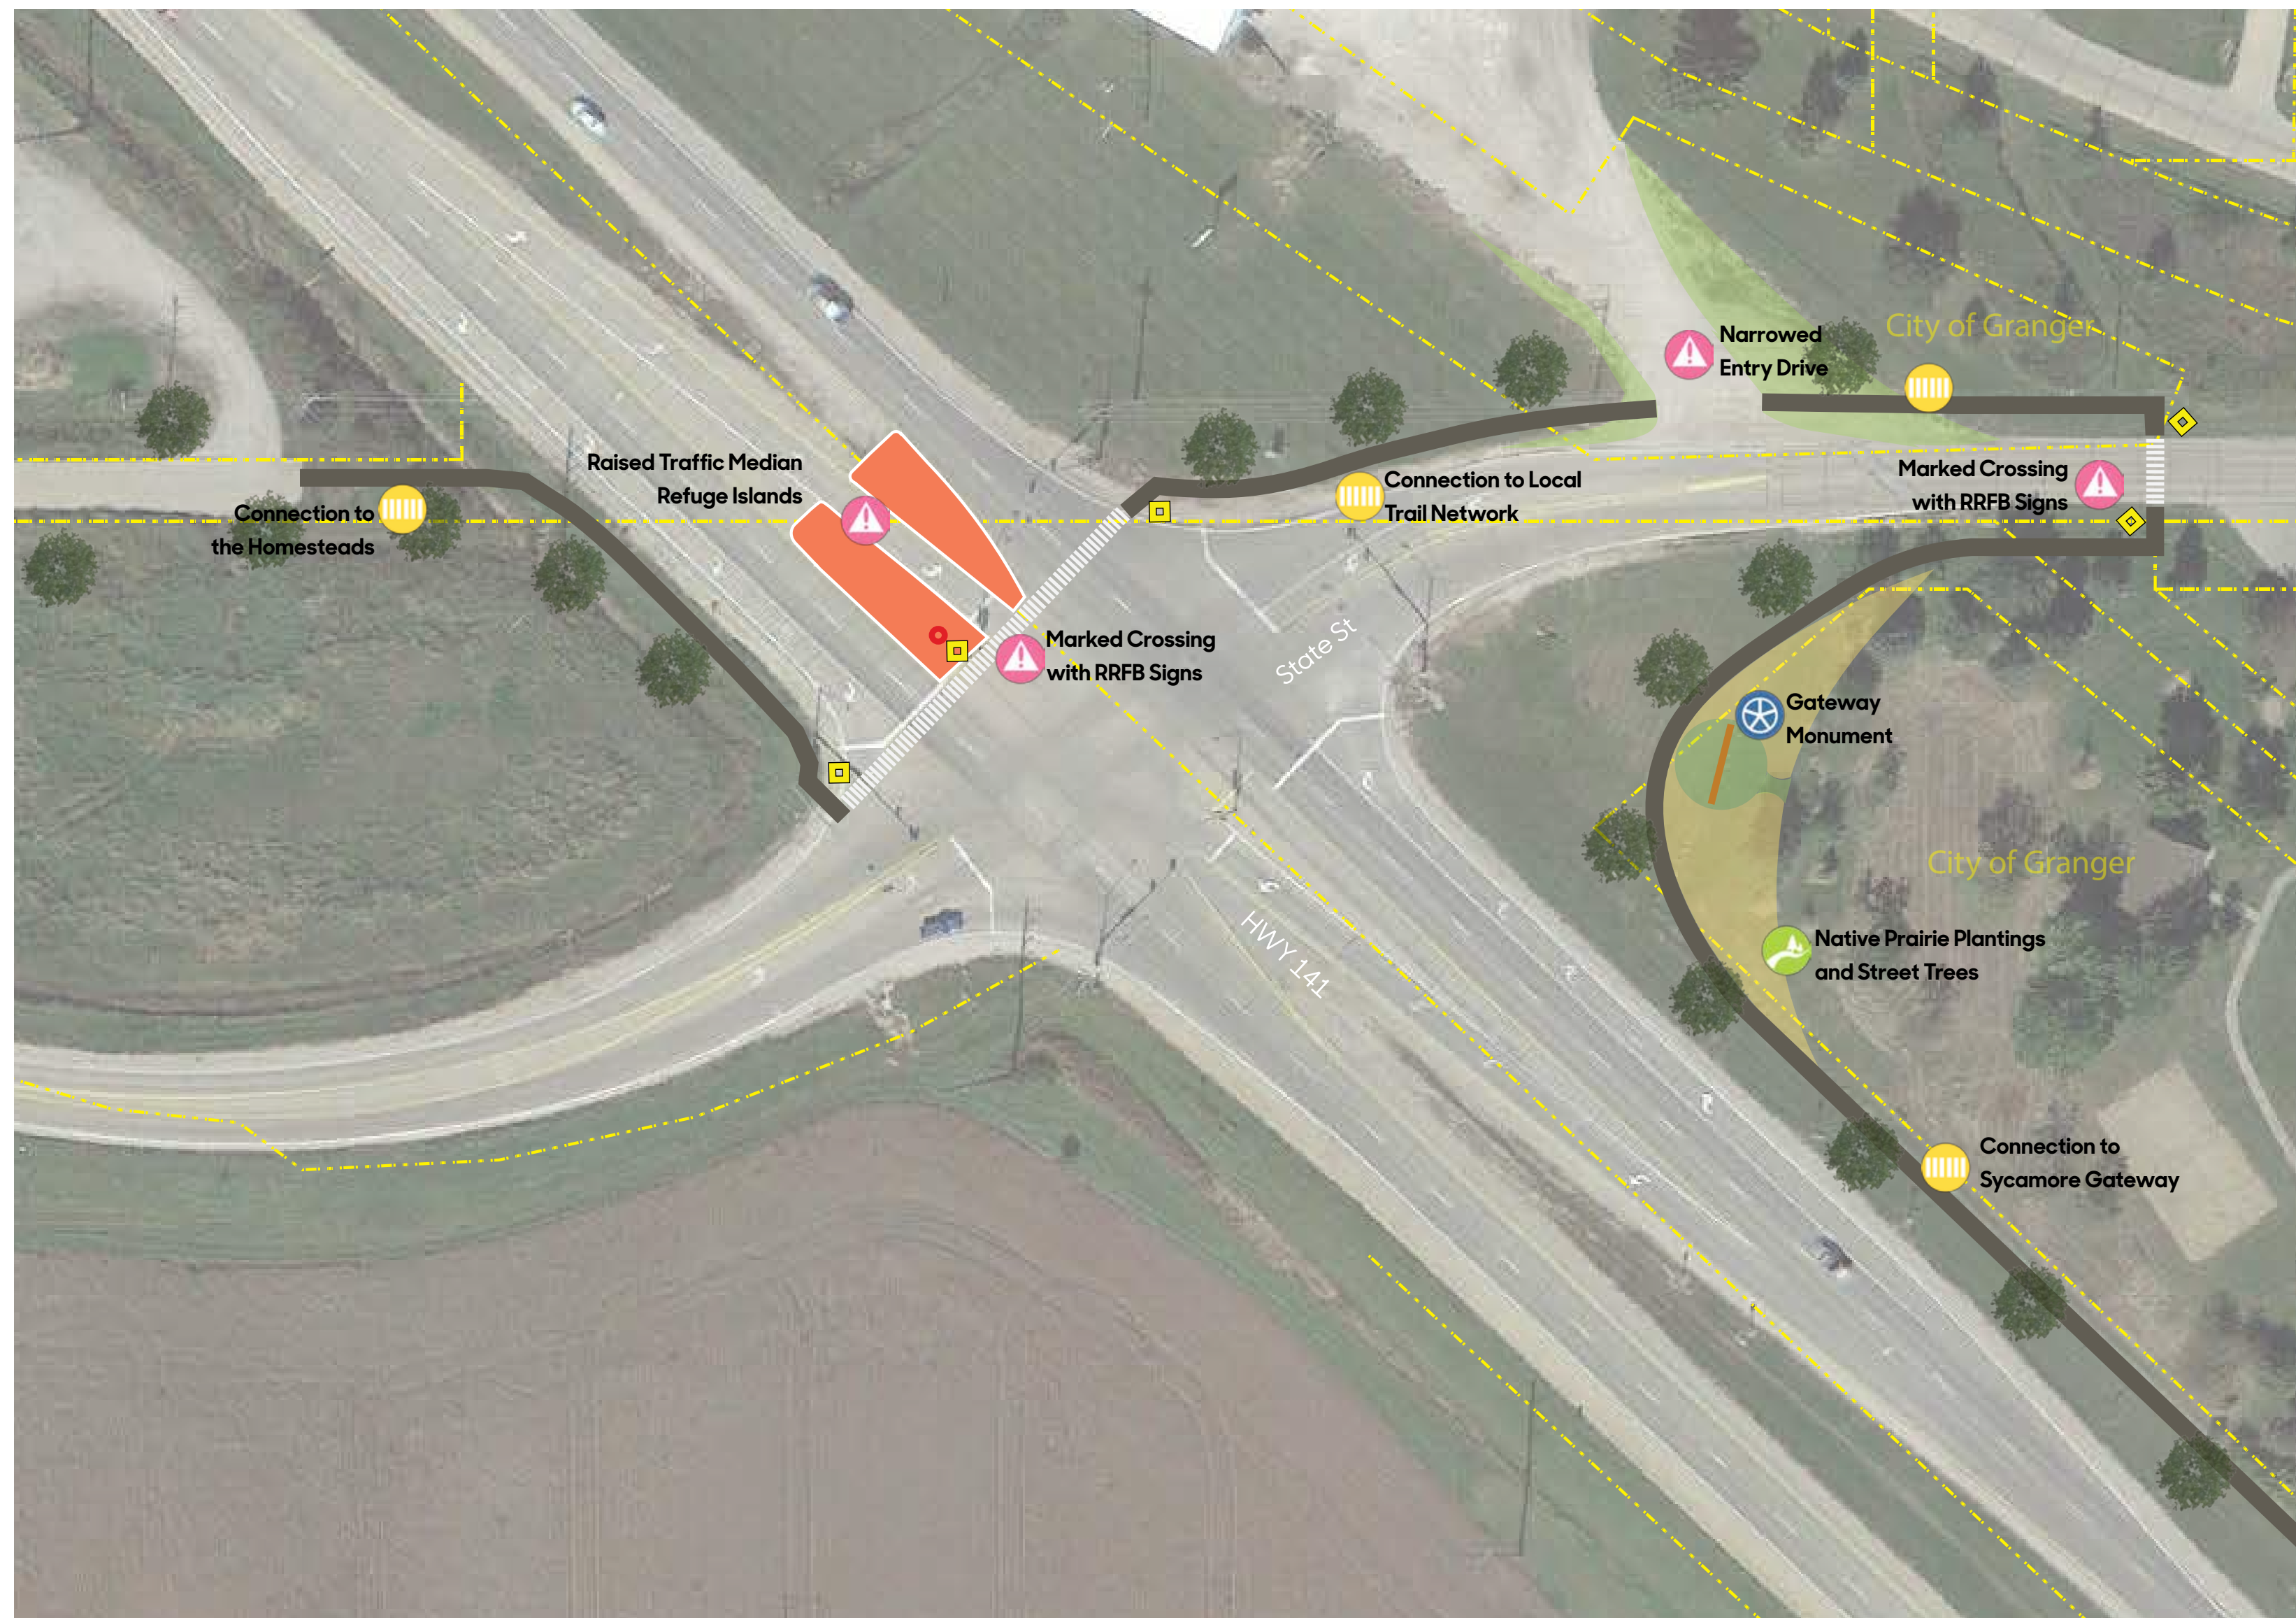 City of Granger
Narrowed
Entry Drive
Raised Traffic Median
Refuge Islands
Connection to Local
Trail Network
Marked Crossing
with RRFB Signs
Connection to
the Homesteads
Marked Crossing
with RRFB Signs
State St
Gateway
Monument
City of Granger
HWY 141
Native Prairie Plantings
and Street Trees
Connection to
Sycamore Gateway